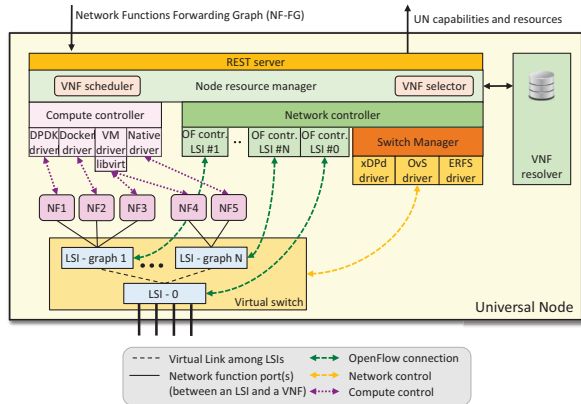 Network Functions Forwarding Graph (NF-FG)
UN capabilities and resources
REST server
VNF scheduler
Node resource manager
VNF selector
Compute controller
Network controller
DPDK driver
Docker driver
VM driver
libvirt
Native driver
OF contr. LSI #1
..
OF contr. LSI #N
OF contr. LSI #0
Switch Manager
xDPd driver
OvS driver
ERFS driver
VNF
resolver
NF1
NF2
NF3
NF4
NF5
LSI - graph 1
LSI - graph N
LSI - 0
Virtual switch
Universal Node
Virtual Link among LSIs
Network function port(s)
(between an LSI and a VNF)
OpenFlow connection
Network control
Compute control